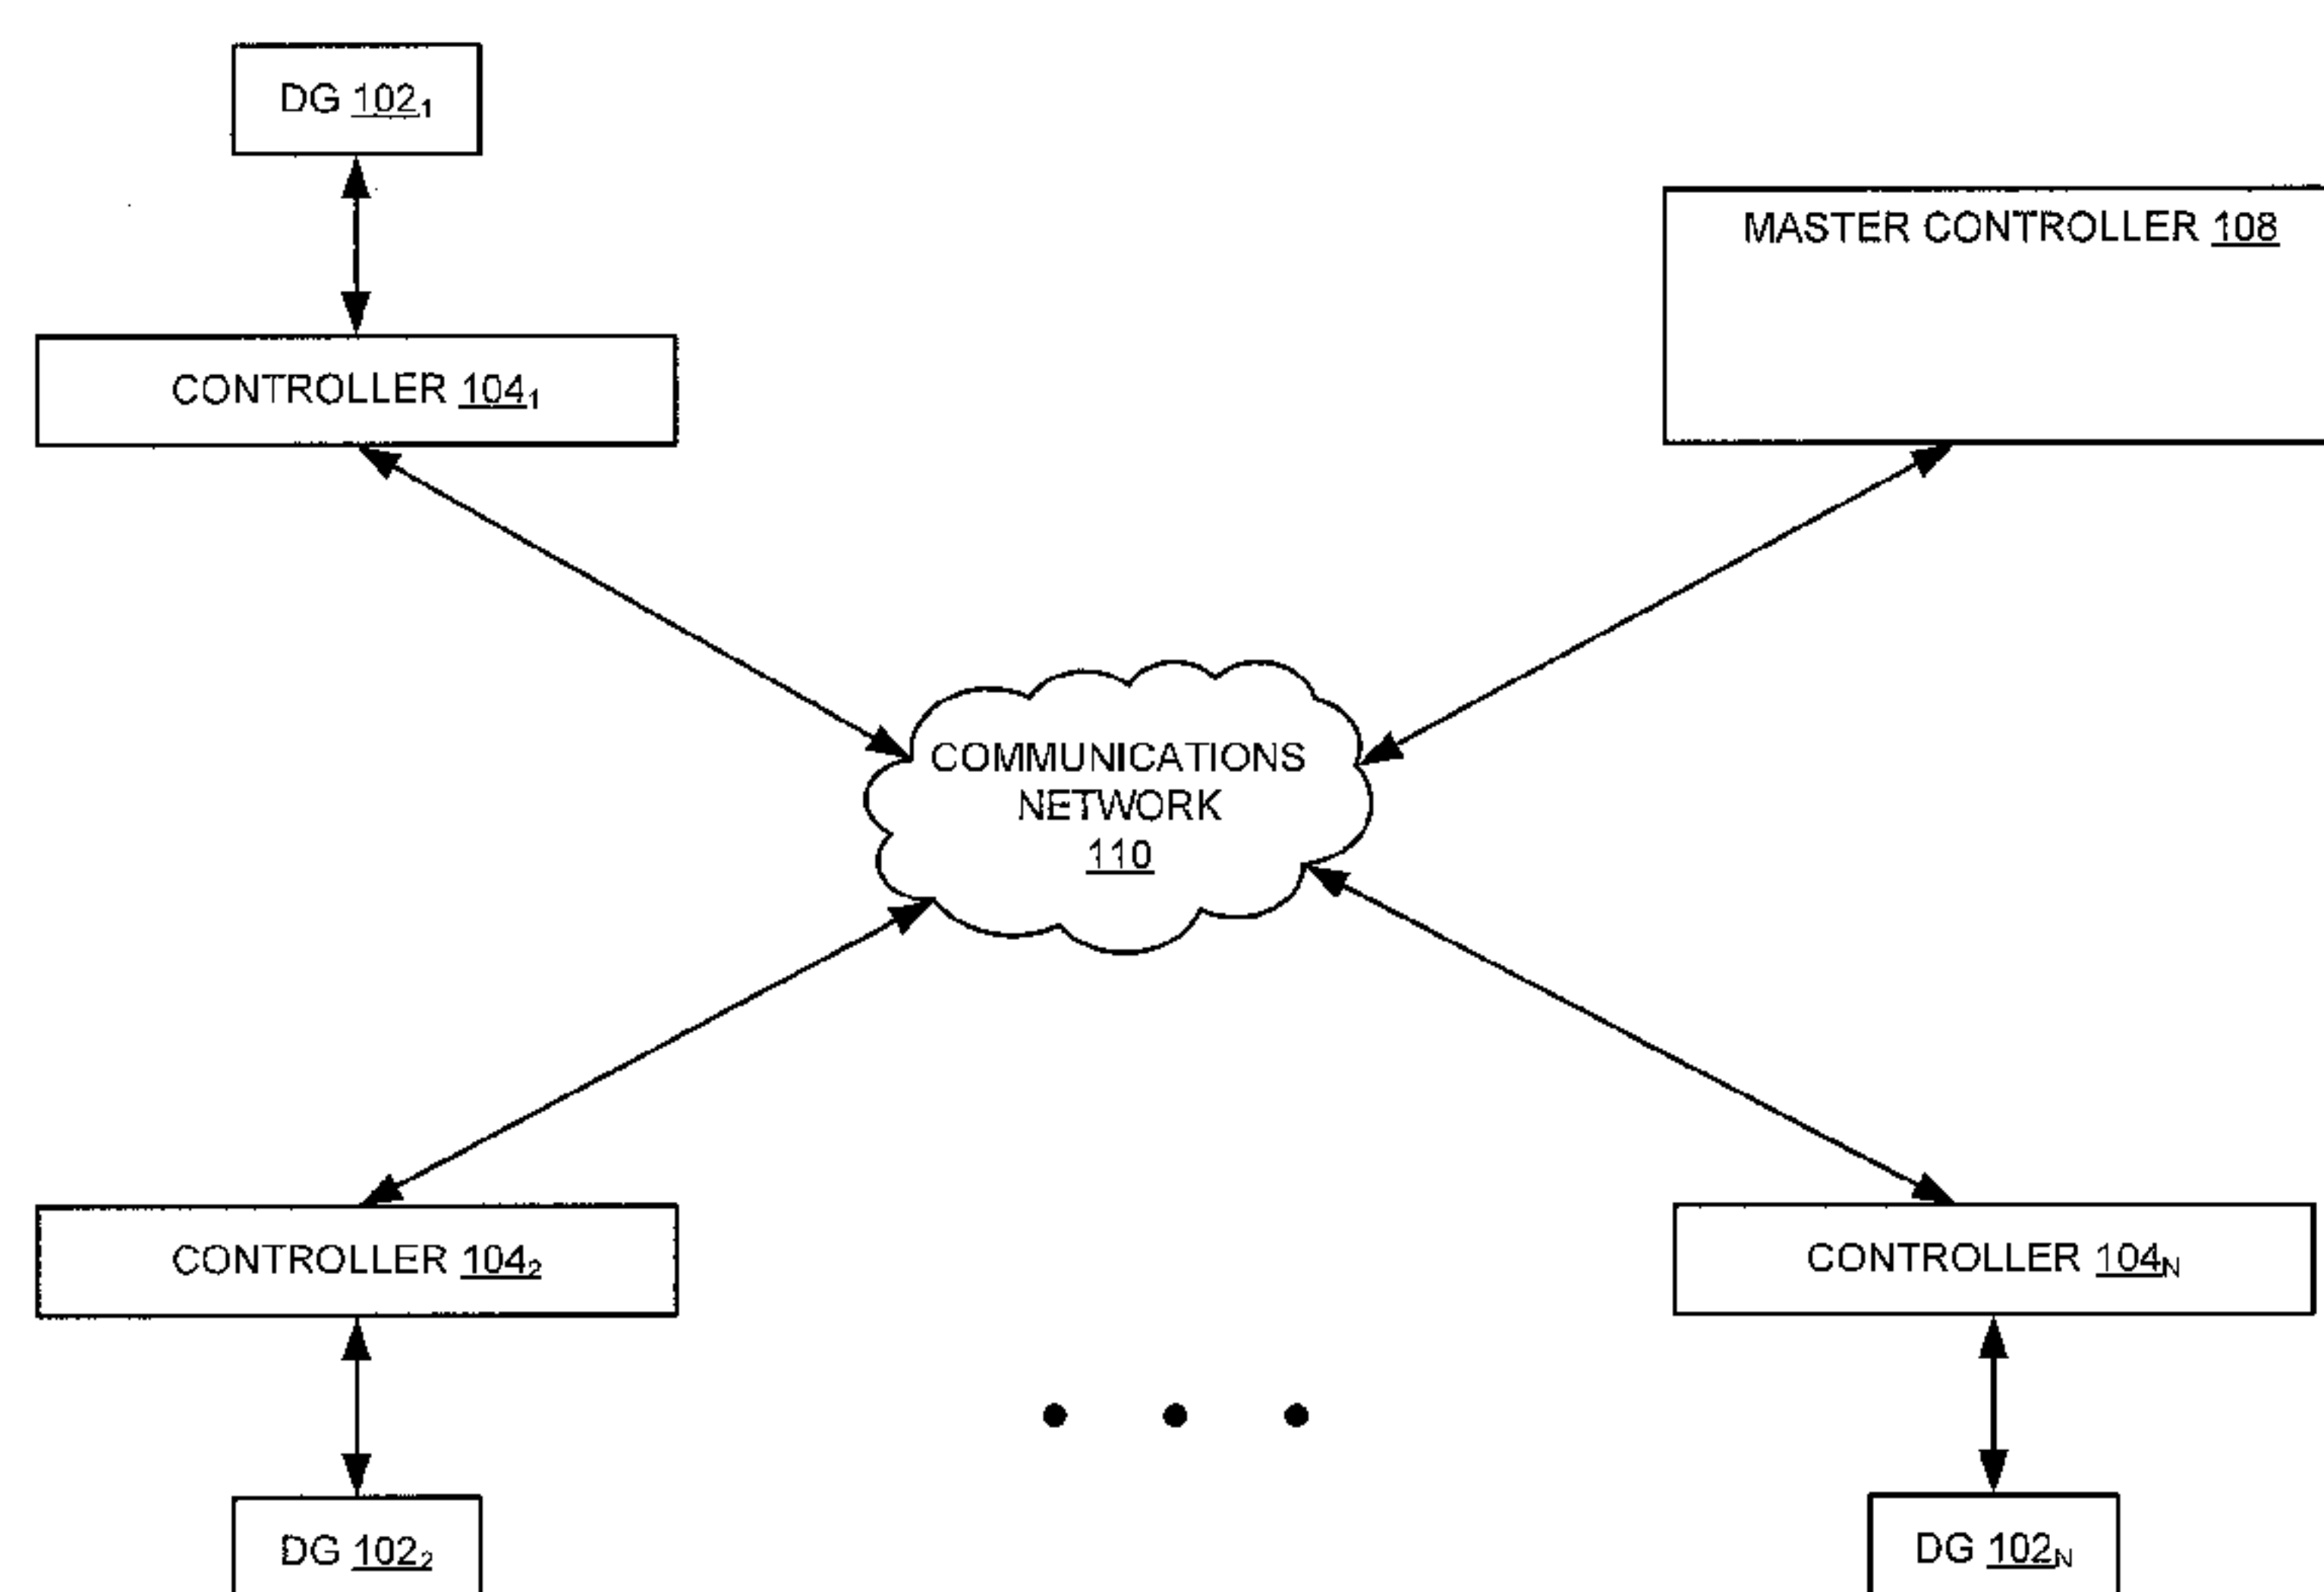 DG 102₁
MASTER CONTROLLER 108
CONTROLLER 104₁
COMMUNICATIONS
NETWORK
110
CONTROLLER 104₂
CONTROLLER 104N
DG 102₂
DG 102N